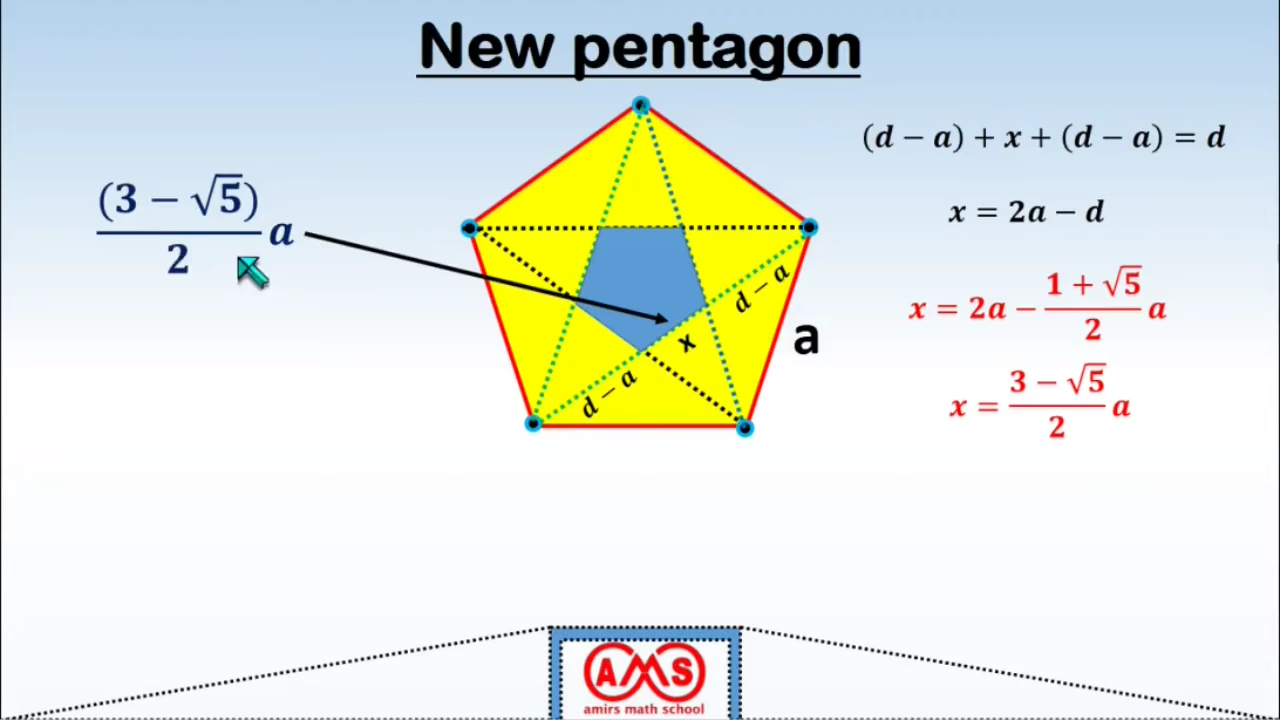 New pentagon
(d − a) + x + (d − a) = d
x = 2a − d
x = 2a − (1 + √5)/2 a
x = (3 − √5)/2 a
(3 − √5)/2 a
d − a
a
x
d − a
AMS
amirs math school